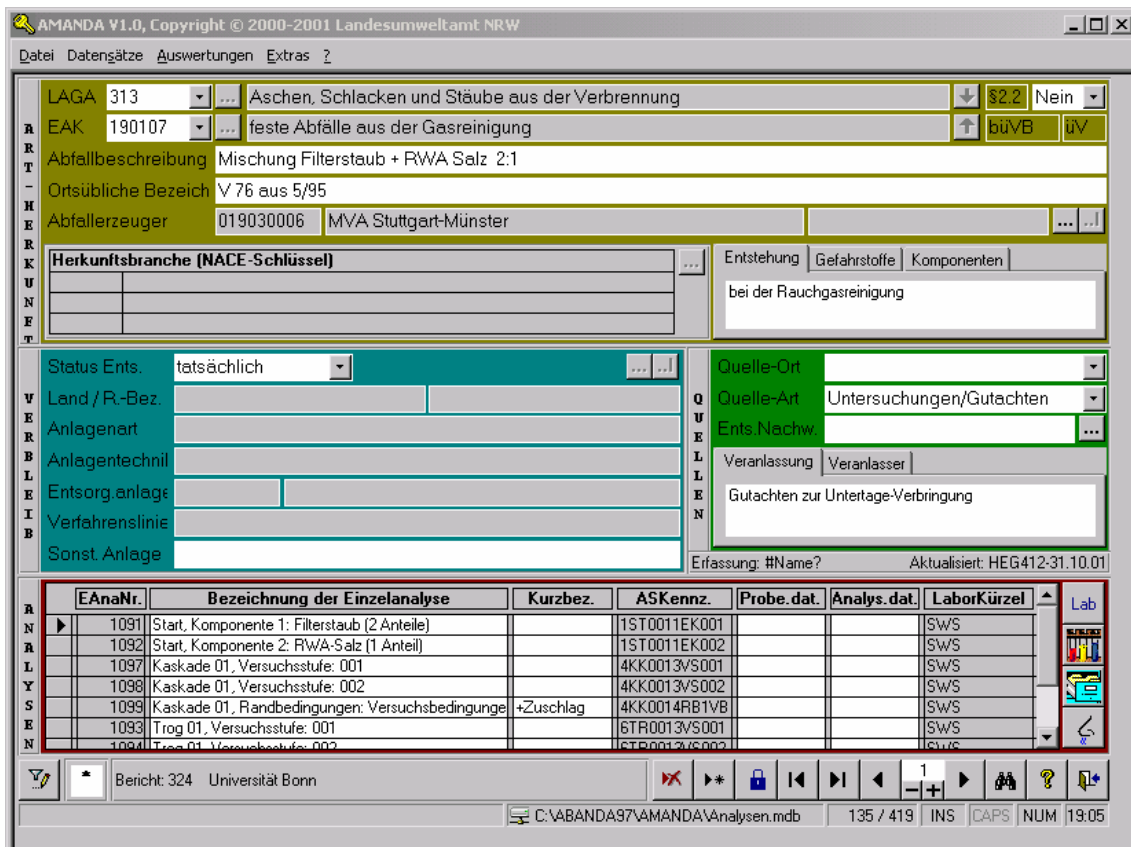 AMANDA V1.0, Copyright © 2000-2001 Landesumweltamt NRW
Datei Datensätze Auswertungen Extras ?
ART-HERKUNFT
LAGA 313 ... Aschen, Schlacken und Stäube aus der Verbrennung §2.2 Nein
EAK 190107 ... feste Abfälle aus der Gasreinigung büVB üV
Abfallbeschreibung Mischung Filterstaub + RWA Salz 2:1
Ortsübliche Bezeich V 76 aus 5/95
Abfallerzeuger 019030006 MVA Stuttgart-Münster ... ...
Herkunftsbranche (NACE-Schlüssel) ...
Entstehung Gefahrstoffe Komponenten
bei der Rauchgasreinigung
VERBLEIB
Status Ents. tatsächlich ... ...
Land / R.-Bez.
Anlagenart
Anlagentechnil
Entsorg.anlage
Verfahrenslinie
Sonst. Anlage
QUELLEN
Quelle-Ort
Quelle-Art Untersuchungen/Gutachten
Ents.Nachw. ...
Veranlassung Veranlasser
Gutachten zur Untertage-Verbringung
Erfassung: #Name? Aktualisiert: HEG412-31.10.01
ANALYSEN
EAnaNr. Bezeichnung der Einzelanalyse Kurzbez. ASKennz. Probe.dat. Analys.dat. LaborKürzel Lab
1091 Start, Komponente 1: Filterstaub (2 Anteile) 1ST0011EK001 SWS
1092 Start, Komponente 2: RWA-Salz (1 Anteil) 1ST0011EK002 SWS
1097 Kaskade 01, Versuchsstufe: 001 4KK0013VS001 SWS
1098 Kaskade 01, Versuchsstufe: 002 4KK0013VS002 SWS
1099 Kaskade 01, Randbedingungen: Versuchsbedingunge +Zuschlag 4KK0014RB1VB SWS
1093 Trog 01, Versuchsstufe: 001 6TR0013VS001 SWS
1094 Trog 01, Versuchsstufe: 002 6TR0013VS002 SWS
* Bericht: 324 Universität Bonn 1
C:\ABANDA97\AMANDA\Analysen.mdb 135 / 419 INS CAPS NUM 19:05